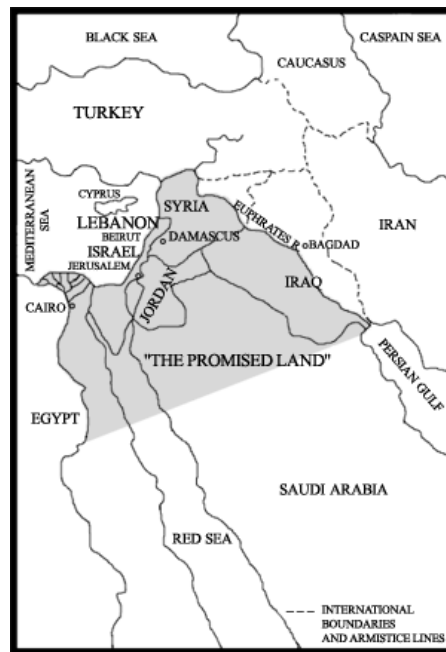 BLACK SEA
CASPAIN SEA
CAUCASUS
TURKEY
MEDITERRANEAN
SEA
CYPRUS
LEBANON
SYRIA
BEIRUT
ISRAEL
DAMASCUS
JERUSALEM
EUPHRATES R
BAGDAD
IRAN
CAIRO
JORDAN
IRAQ
"THE PROMISED LAND"
PERSIAN GULF
EGYPT
SAUDI ARABIA
RED SEA
INTERNATIONAL
BOUNDARIES
AND ARMISTICE LINES